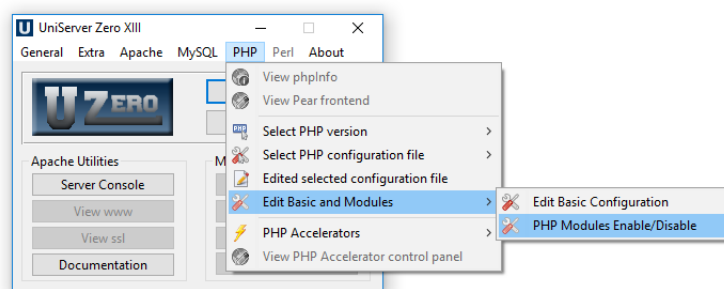 UniServer Zero XIII
General Extra Apache MySQL PHP Perl About
U ZERO
View phpInfo
View Pear frontend
Select PHP version
Select PHP configuration file
Edited selected configuration file
Edit Basic and Modules
PHP Accelerators
View PHP Accelerator control panel
Edit Basic Configuration
PHP Modules Enable/Disable
Apache Utilities
Server Console
View www
View ssl
Documentation
M